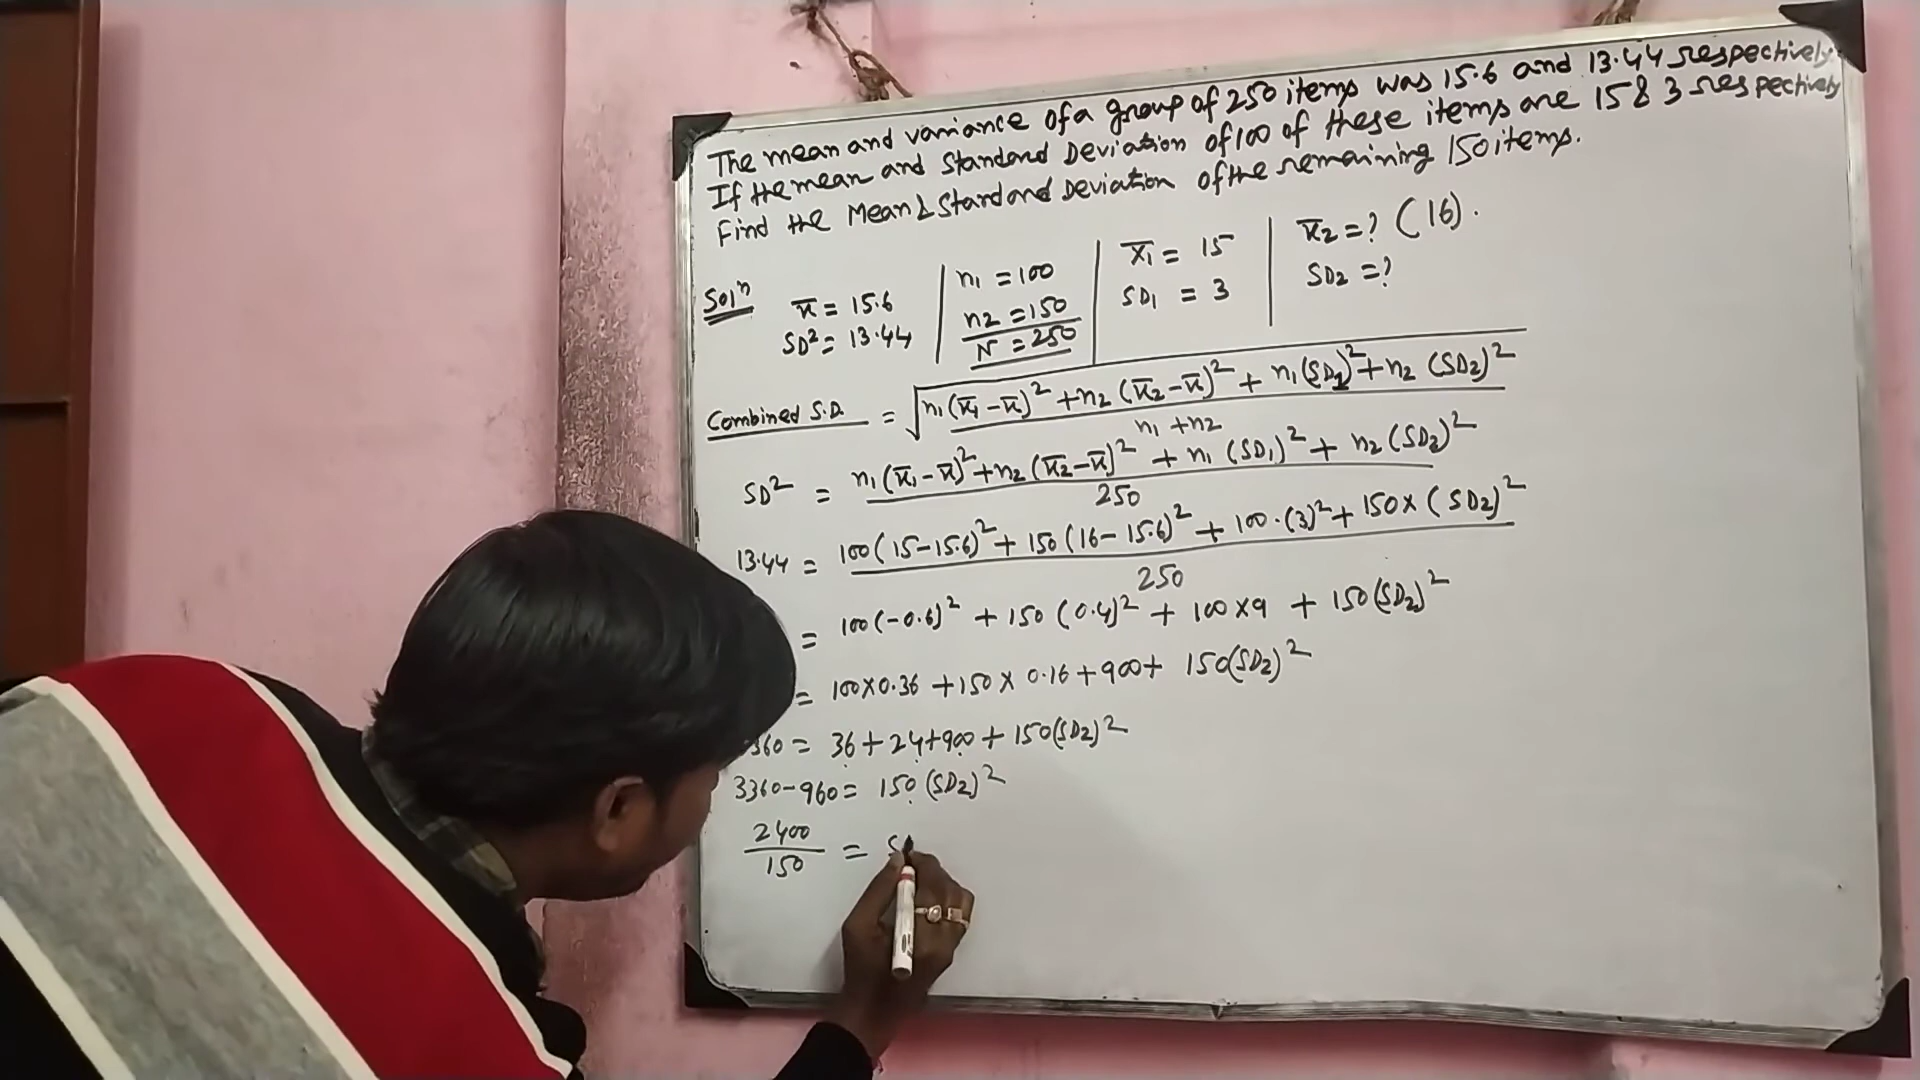 The mean and variance of a group of 250 items was 15.6 and 13.44 respectively.
If the mean and Standard Deviation of 100 of these items are 15 & 3 respectively
Find the Mean & Standard Deviation of the remaining 150 items.
Solⁿ
x̅ = 15.6
SD² = 13.44
n₁ = 100
n₂ = 150
N = 250
x̅₁ = 15
SD₁ = 3
x̅₂ = ? (16).
SD₂ = ?
Combined S.D. = √ n₁(x̅₁ - x̅)² + n₂(x̅₂ - x̅)² + n₁(SD₁)² + n₂(SD₂)²
n₁ + n₂
SD² = n₁(x̅₁ - x̅)² + n₂(x̅₂ - x̅)² + n₁(SD₁)² + n₂(SD₂)²
250
13.44 = 100(15 - 15.6)² + 150(16 - 15.6)² + 100.(3)² + 150 × (SD₂)²
250
= 100(-0.6)² + 150(0.4)² + 100 × 9 + 150(SD₂)²
= 100 × 0.36 + 150 × 0.16 + 900 + 150(SD₂)²
360 = 36 + 24 + 900 + 150(SD₂)²
3360 - 960 = 150(SD₂)²
2400
150 = S